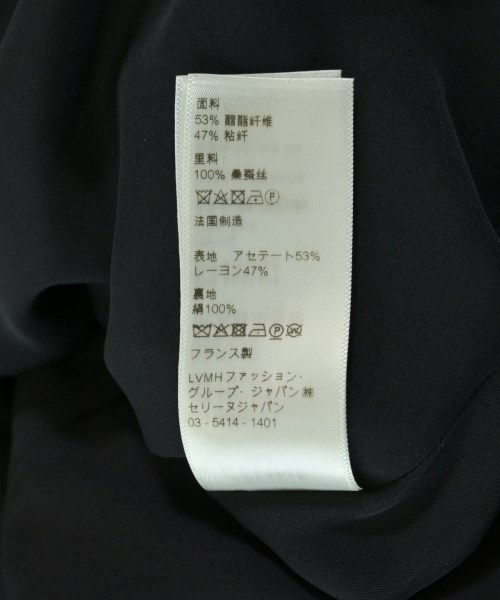 面料:
53% 醋酯纤维
47% 粘纤
里料:
100% 桑蚕丝
P
法国制造
表地 アセテート53%
レーヨン47%
裏地
絹100%
P W
フランス製
LVMHファッション・
グループ・ジャパン㈱
セリーヌジャパン
03 - 5414 - 1401